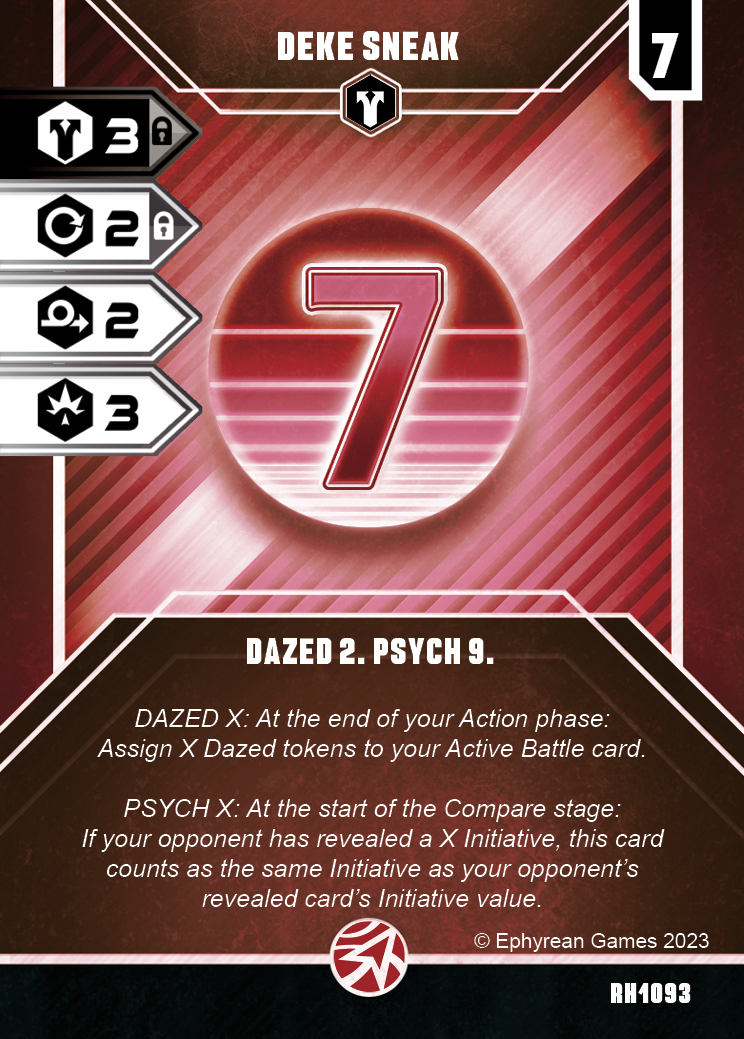 DEKE SNEAK
7
3
2
2
3
7
DAZED 2. PSYCH 9.
DAZED X: At the end of your Action phase:
Assign X Dazed tokens to your Active Battle card.
PSYCH X: At the start of the Compare stage:
If your opponent has revealed a X Initiative, this card
counts as the same Initiative as your opponent's
revealed card's Initiative value.
© Ephyrean Games 2023
RH1093